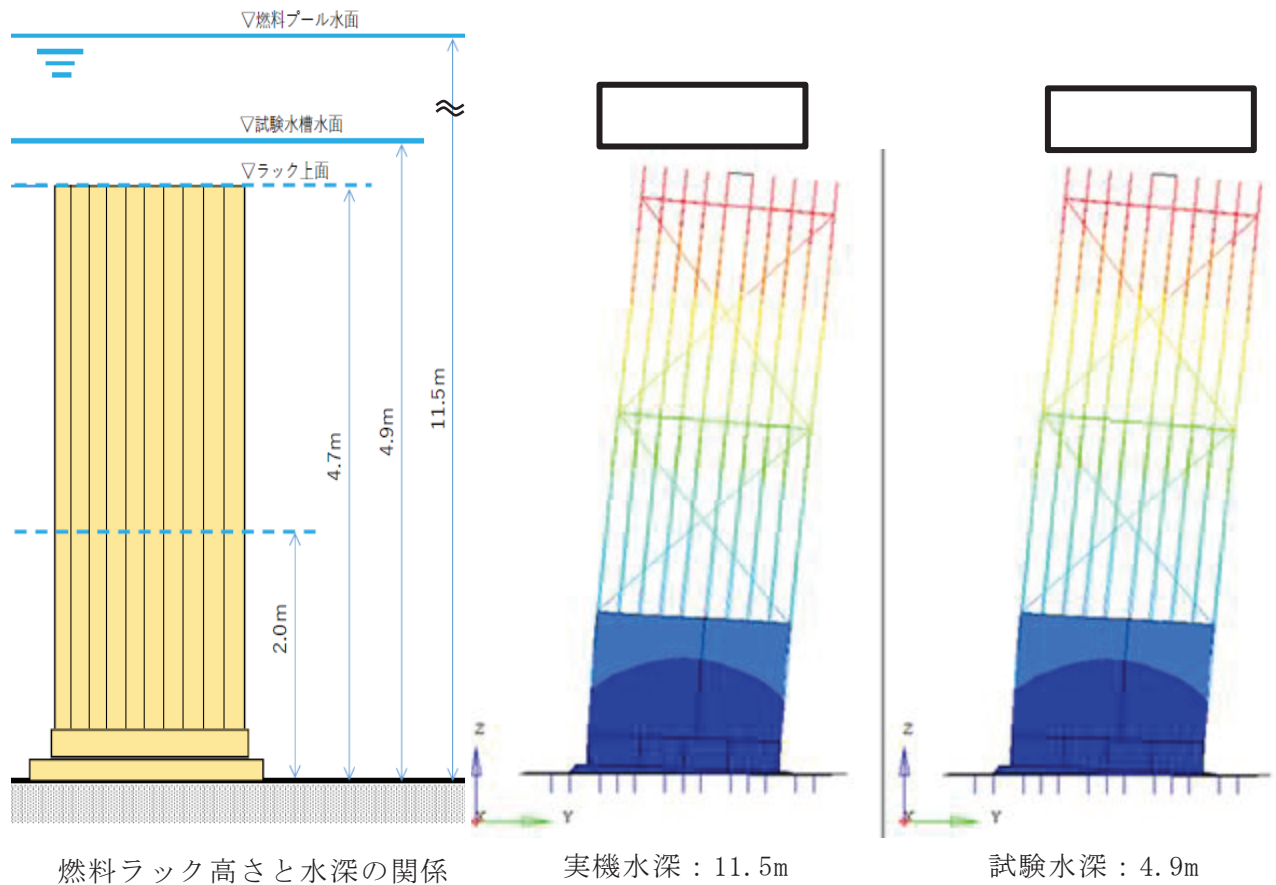 ▽燃料プール水面
▽試験水槽水面
▽ラック上面
11.5m
4.9m
4.7m
2.0m
Z
X
Y
Z
X
Y
燃料ラック高さと水深の関係
実機水深：11.5m
試験水深：4.9m